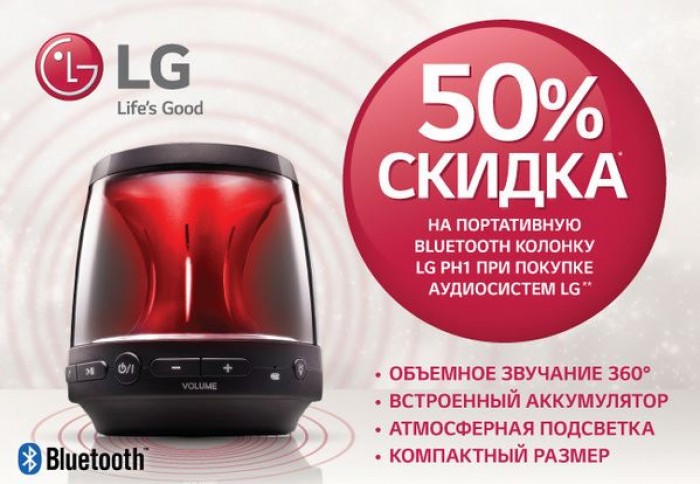 LG
Life's Good
50%
СКИДКА*
НА ПОРТАТИВНУЮ
BLUETOOTH КОЛОНКУ
LG PH1 ПРИ ПОКУПКЕ
АУДИОСИСТЕМ LG**
VOLUME
• ОБЪЕМНОЕ ЗВУЧАНИЕ 360°
• ВСТРОЕННЫЙ АККУМУЛЯТОР
• АТМОСФЕРНАЯ ПОДСВЕТКА
• КОМПАКТНЫЙ РАЗМЕР
Bluetooth™